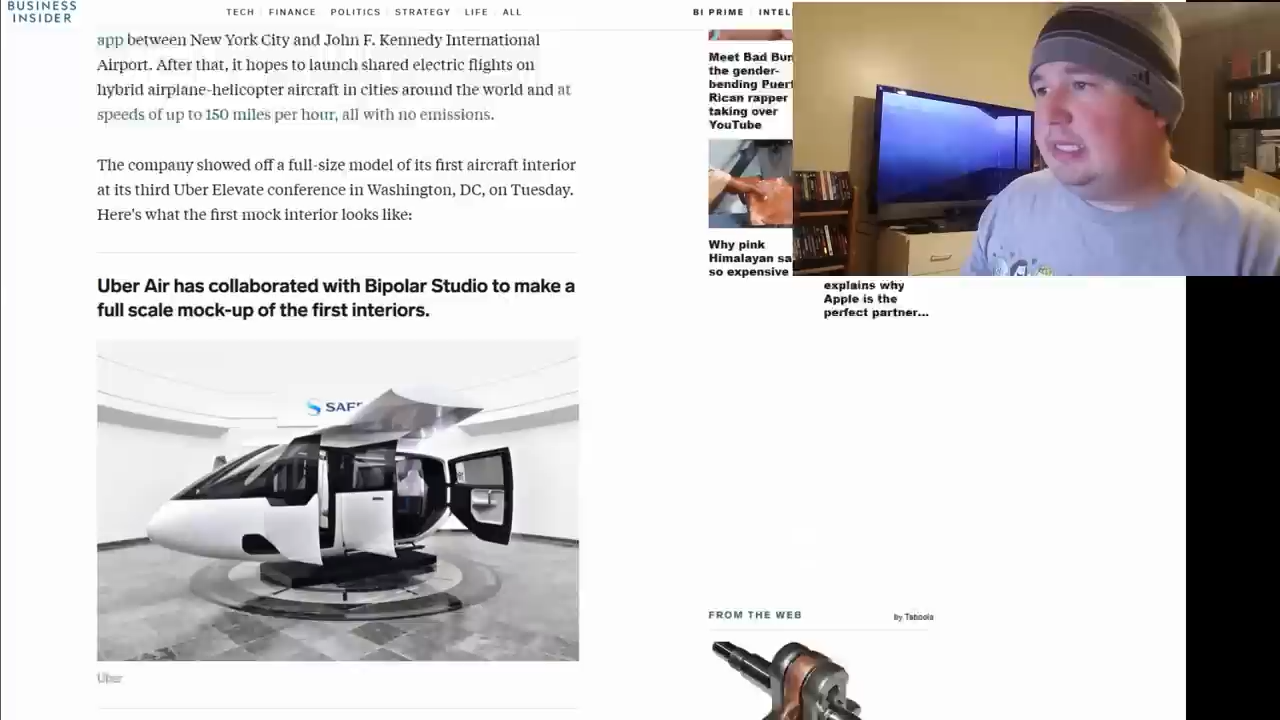 BUSINESS
INSIDER
TECH FINANCE POLITICS STRATEGY LIFE ALL
BI PRIME INTEL
app between New York City and John F. Kennedy International
Airport. After that, it hopes to launch shared electric flights on
hybrid airplane-helicopter aircraft in cities around the world and at
speeds of up to 150 miles per hour, all with no emissions.
The company showed off a full-size model of its first aircraft interior
at its third Uber Elevate conference in Washington, DC, on Tuesday.
Here's what the first mock interior looks like:
Uber Air has collaborated with Bipolar Studio to make a
full scale mock-up of the first interiors.
SAF
Uber
Meet Bad Bun
the gender-
bending Puert
Rican rapper
taking over
YouTube
Why pink
Himalayan sa
so expensive
explains why
Apple is the
perfect partner...
FROM THE WEB
by Taboola